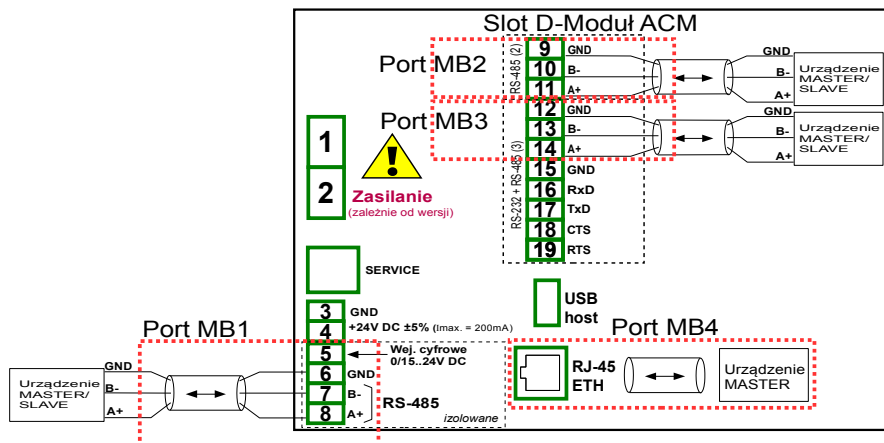 Slot D-Moduł ACM
Port MB2
RS-485 (2)
9 GND
10 B-
11 A+
GND
B-
A+
Urządzenie
MASTER/
SLAVE
Port MB3
RS-232 + RS-485 (3)
12 GND
13 B-
14 A+
15 GND
16 RxD
17 TxD
18 CTS
19 RTS
GND
B-
A+
Urządzenie
MASTER/
SLAVE
1
2
!
Zasilanie
(zależnie od wersji)
SERVICE
USB
host
3 GND
4 +24V DC ±5% (Imax. = 200mA)
5 Wej. cyfrowe
0/15..24V DC
6 GND
7 B-
8 A+
RS-485
izolowane
Port MB1
GND
B-
A+
Urządzenie
MASTER/
SLAVE
Port MB4
RJ-45
ETH
Urządzenie
MASTER